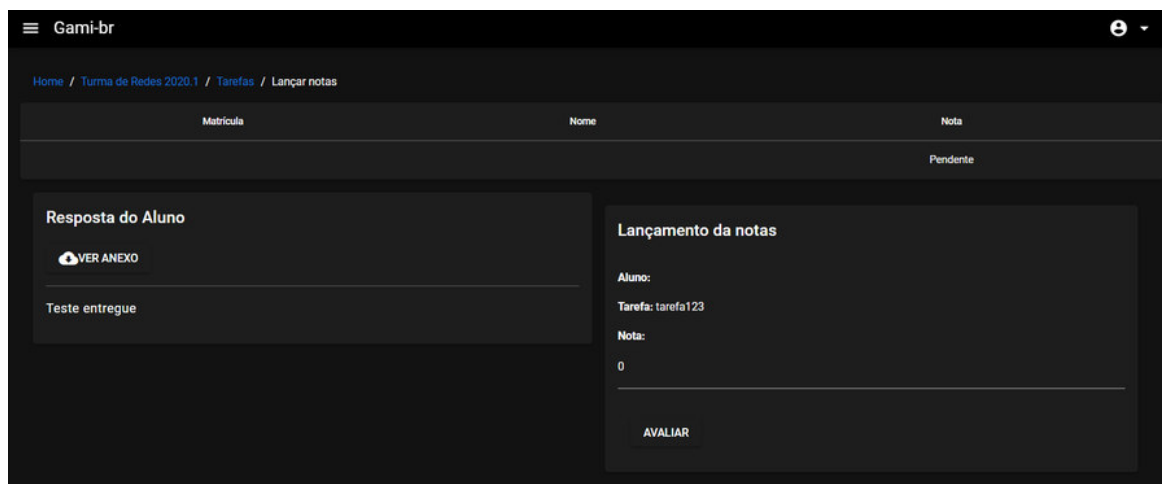 Gami-br
Home / Turma de Redes 2020.1 / Tarefas / Lançar notas
Matrícula Nome Nota
Pendente
Resposta do Aluno
VER ANEXO
Teste entregue
Lançamento da notas
Aluno:
Tarefa: tarefa123
Nota:
0
AVALIAR